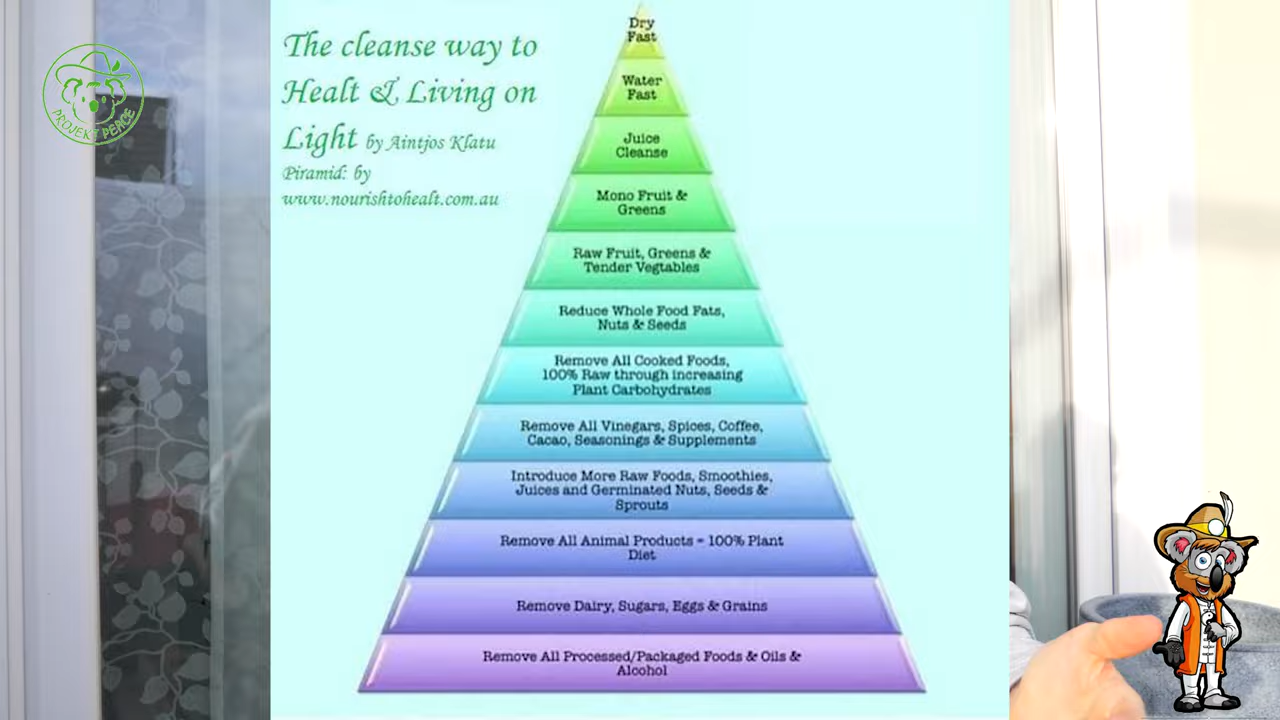 PROJEKT PEACE
The cleanse way to
Healt & Living on
Light by Aintjos Klatu
Piramid: by
www.nourishtohealt.com.au
Dry
Fast
Water
Fast
Juice
Cleanse
Mono Fruit &
Greens
Raw Fruit, Greens &
Tender Vegtables
Reduce Whole Food Fats,
Nuts & Seeds
Remove All Cooked Foods,
100% Raw through increasing
Plant Carbohydrates
Remove All Vinegars, Spices, Coffee,
Cacao, Seasonings & Supplements
Introduce More Raw Foods, Smoothies,
Juices and Germinated Nuts, Seeds &
Sprouts
Remove All Animal Products = 100% Plant
Diet
Remove Dairy, Sugars, Eggs & Grains
Remove All Processed/Packaged Foods & Oils &
Alcohol